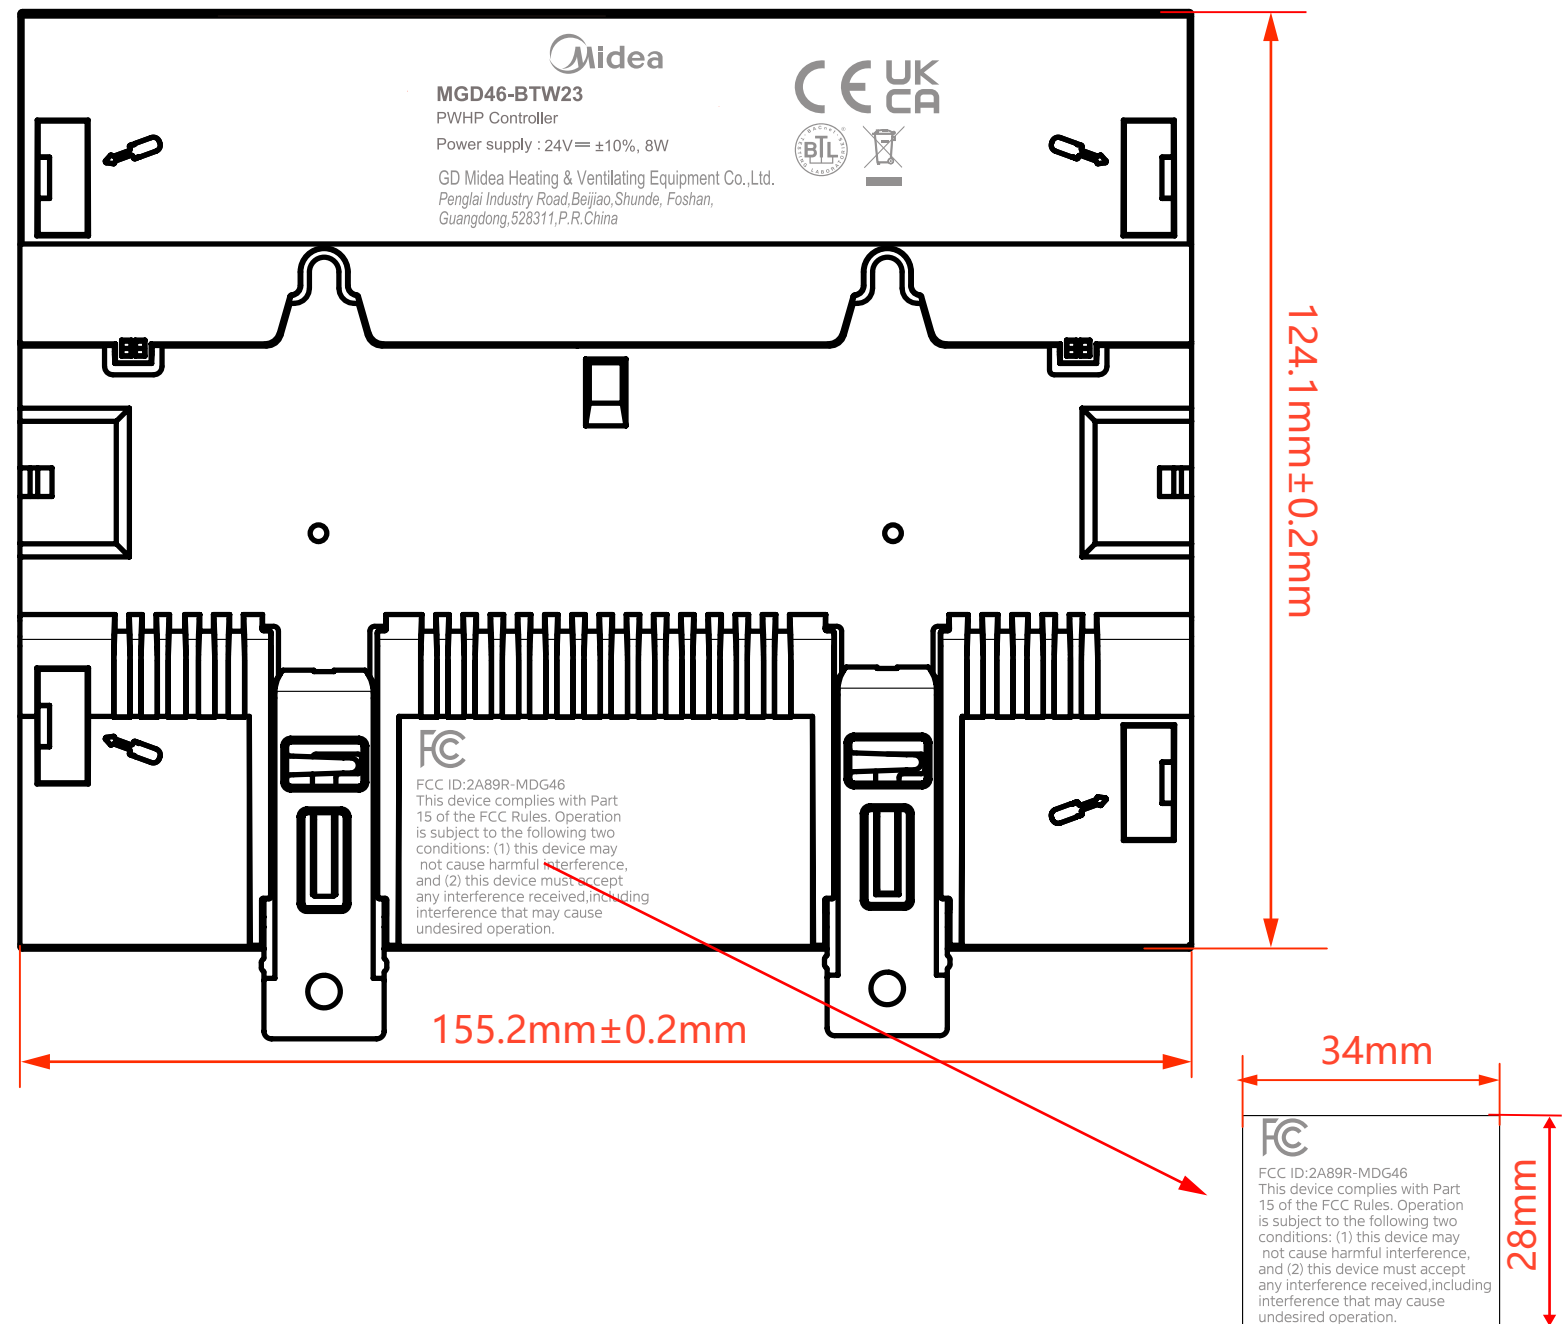 Midea
MGD46-BTW23
PWHP Controller
Power supply : 24V ±10%, 8W
GD Midea Heating & Ventilating Equipment Co.,Ltd.
Penglai Industry Road,Beijiao,Shunde, Foshan,
Guangdong,528311,P.R.China
CE
UK
CA
BACnet
®
BTL
TESTING LABORATORY
124.1mm±0.2mm
FC
FCC ID:2A89R-MDG46
This device complies with Part
15 of the FCC Rules. Operation
is subject to the following two
conditions: (1) this device may
not cause harmful interference,
and (2) this device must accept
any interference received,including
interference that may cause
undesired operation.
155.2mm±0.2mm
34mm
28mm
FC
FCC ID:2A89R-MDG46
This device complies with Part
15 of the FCC Rules. Operation
is subject to the following two
conditions: (1) this device may
not cause harmful interference,
and (2) this device must accept
any interference received,including
interference that may cause
undesired operation.